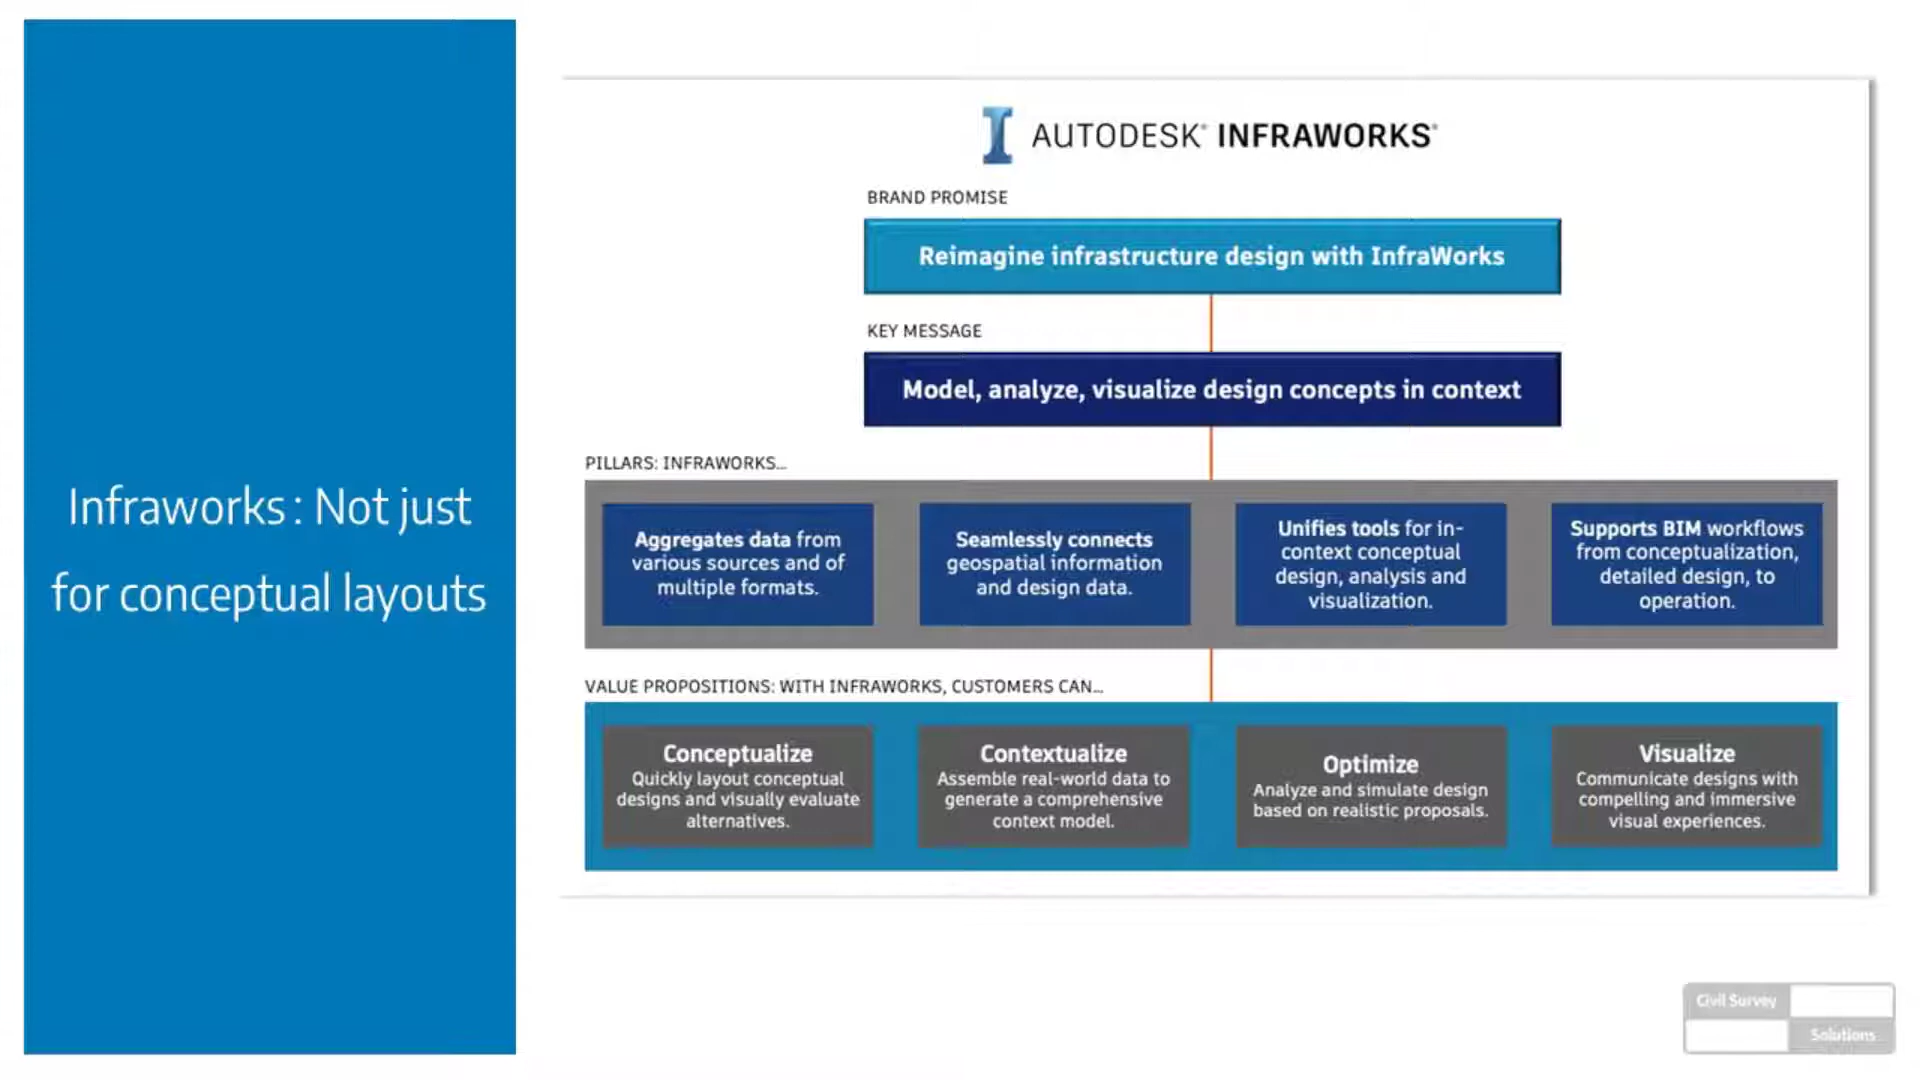 Infraworks: Not just
for conceptual layouts
AUTODESK® INFRAWORKS®
BRAND PROMISE
Reimagine infrastructure design with InfraWorks
KEY MESSAGE
Model, analyze, visualize design concepts in context
PILLARS: INFRAWORKS...
Aggregates data from
various sources and of
multiple formats.
Seamlessly connects
geospatial information
and design data.
Unifies tools for in-
context conceptual
design, analysis and
visualization.
Supports BIM workflows
from conceptualization,
detailed design, to
operation.
VALUE PROPOSITIONS: WITH INFRAWORKS, CUSTOMERS CAN...
Conceptualize
Quickly layout conceptual
designs and visually evaluate
alternatives.
Contextualize
Assemble real-world data to
generate a comprehensive
context model.
Optimize
Analyze and simulate design
based on realistic proposals.
Visualize
Communicate designs with
compelling and immersive
visual experiences.
Civil Survey
Solutions